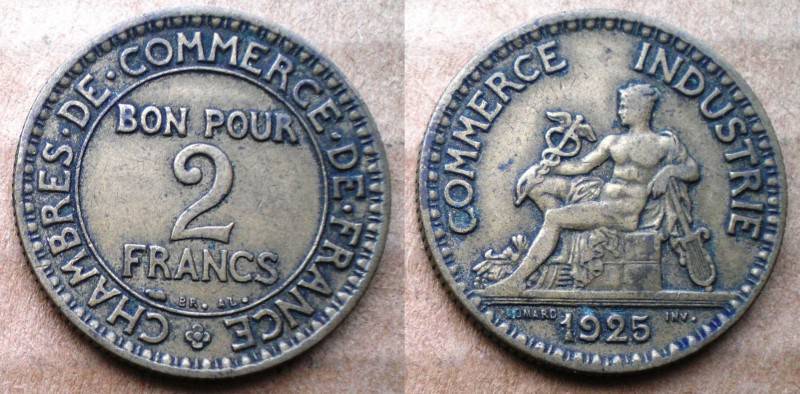 CHAMBRES·DE·COMMERCE·DE·FRANCE
BON POUR
2
FRANCS
BR. AL.
COMMERCE INDUSTRIE
DOMARD INV.
1925